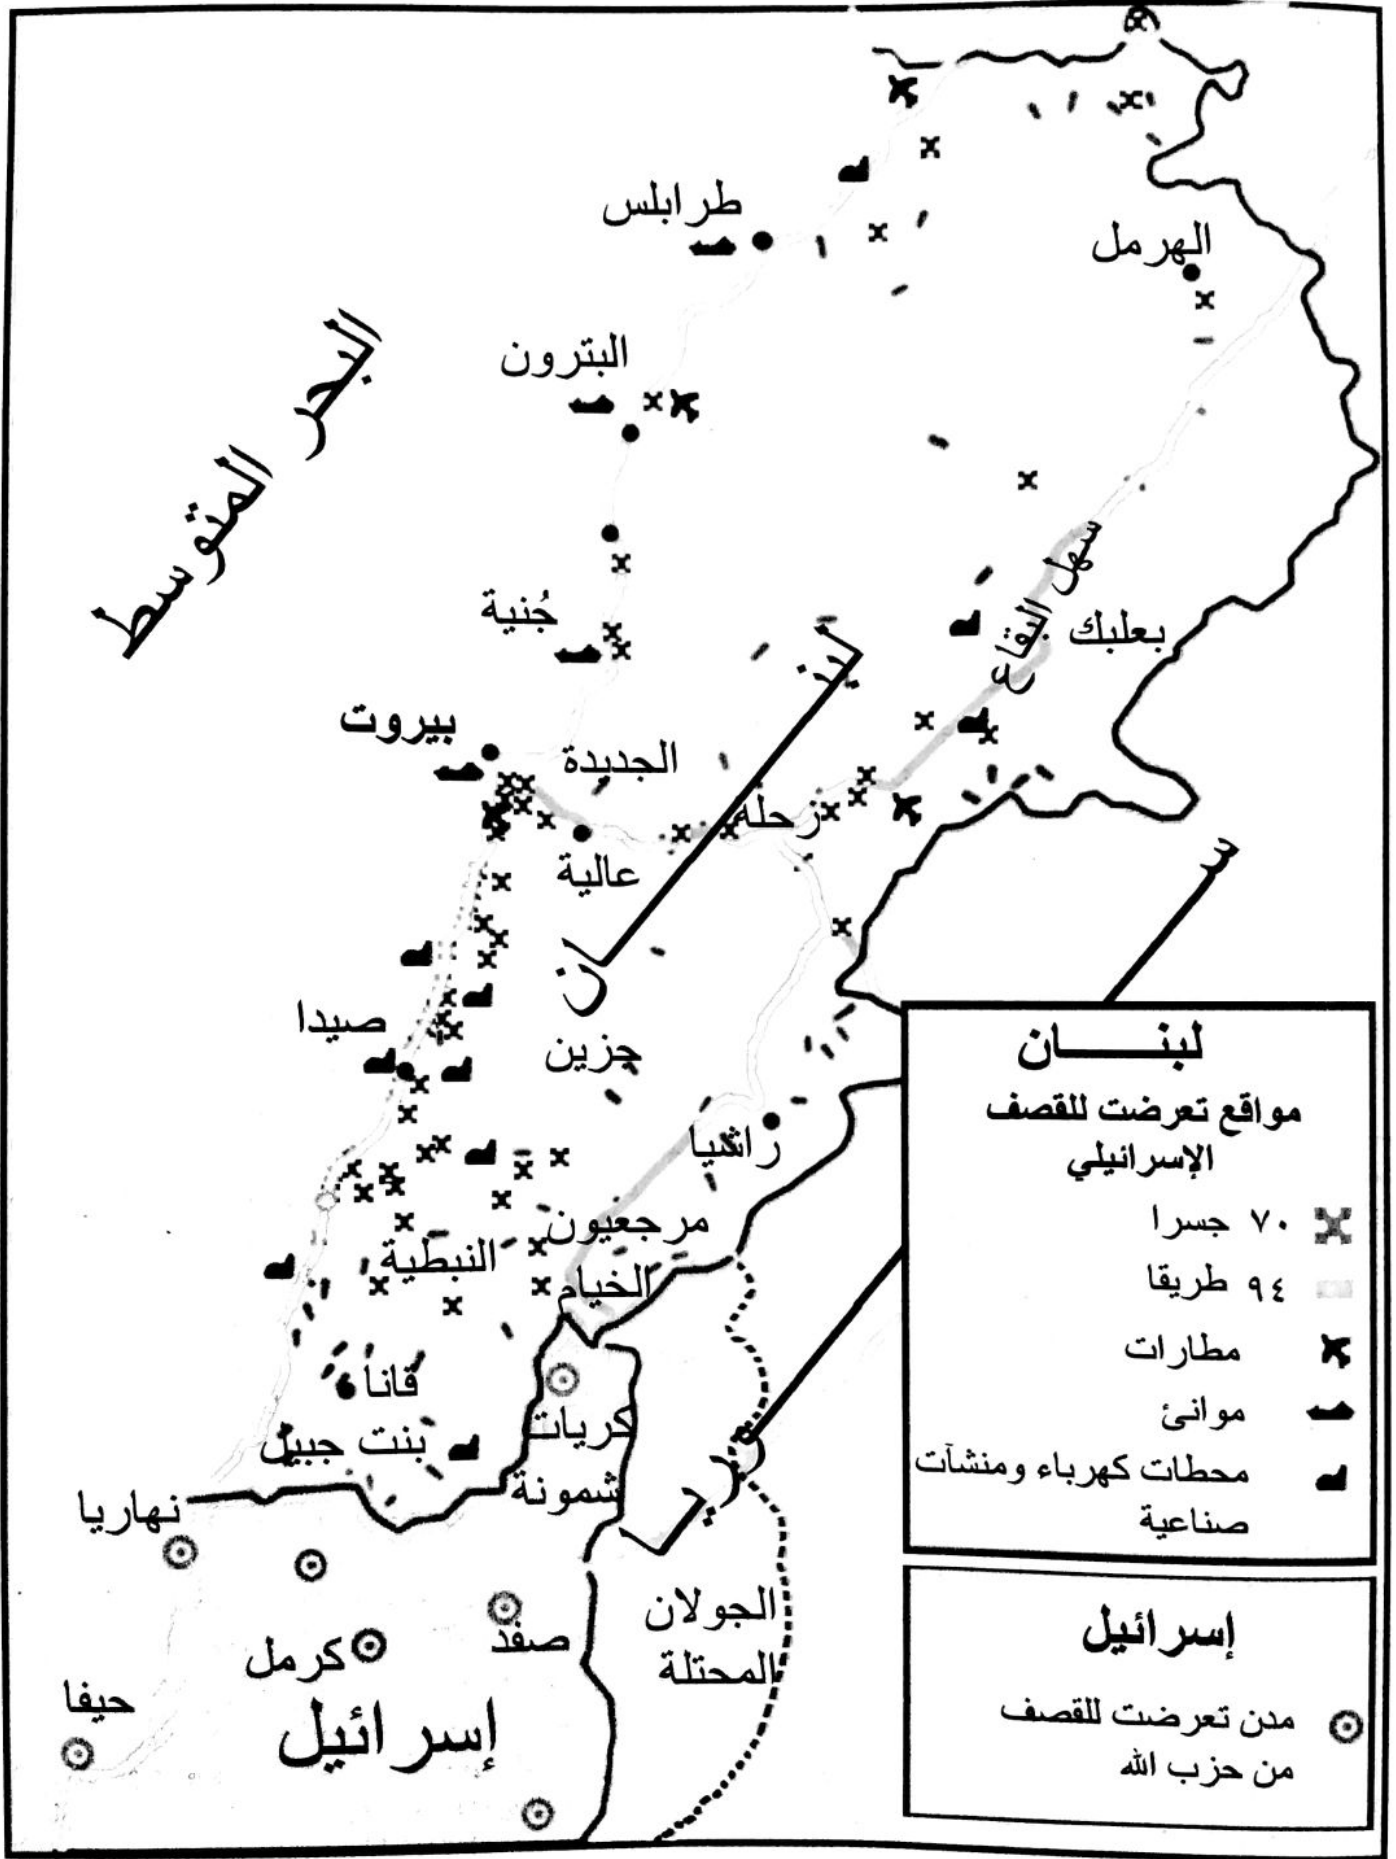 طرابلس
الهرمل
البترون
البحر المتوسط
سهل البقاع
بعلبك
جُنية
لبنان
بيروت
الجديدة
زحلة
عالية
صيدا
جزين
راشيا
مرجعيون
النبطية
الخيام
قانا
بنت جبيل
كريات
شمونة
نهاريا
سوريا
الجولان
المحتلة
صفد
كرمل
حيفا
إسرائيل
لبنـــــان
مواقع تعرضت للقصف
الإسرائيلي
٧٠ جسرا
٩٤ طريقا
مطارات
موانئ
محطات كهرباء ومنشآت
صناعية
إسرائيل
مدن تعرضت للقصف
من حزب الله